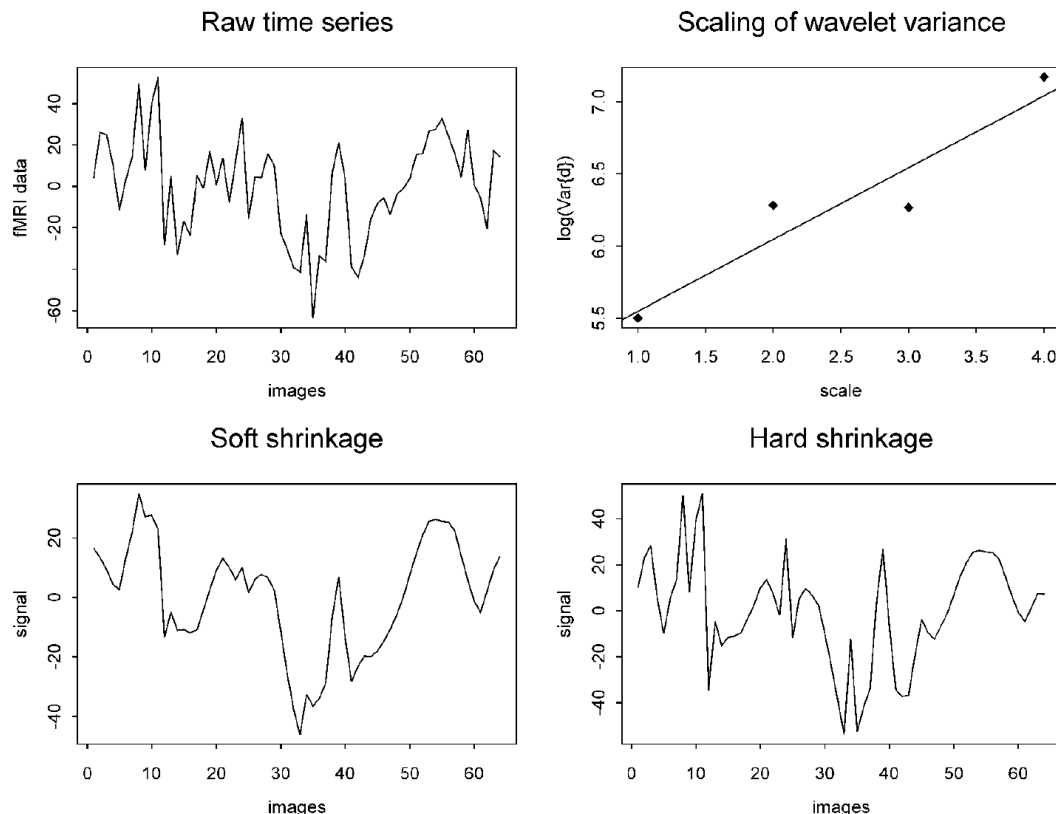 Raw time series
fMRI data
40
20
0
-20
-60
0 10 20 30 40 50 60
images
Scaling of wavelet variance
log(Var{d})
7.0
6.5
6.0
5.5
1.0 1.5 2.0 2.5 3.0 3.5 4.0
scale
Soft shrinkage
signal
20
0
-20
-40
0 10 20 30 40 50 60
images
Hard shrinkage
signal
40
20
0
-20
-40
0 10 20 30 40 50 60
images